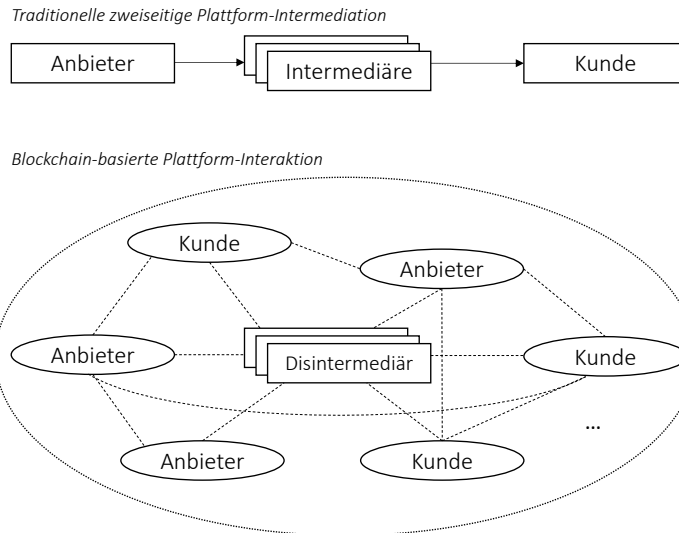 Traditionelle zweiseitige Plattform-Intermediation
Anbieter
Intermediäre
Kunde
Blockchain-basierte Plattform-Interaktion
Kunde
Anbieter
Anbieter
Disintermediär
Kunde
...
Anbieter
Kunde